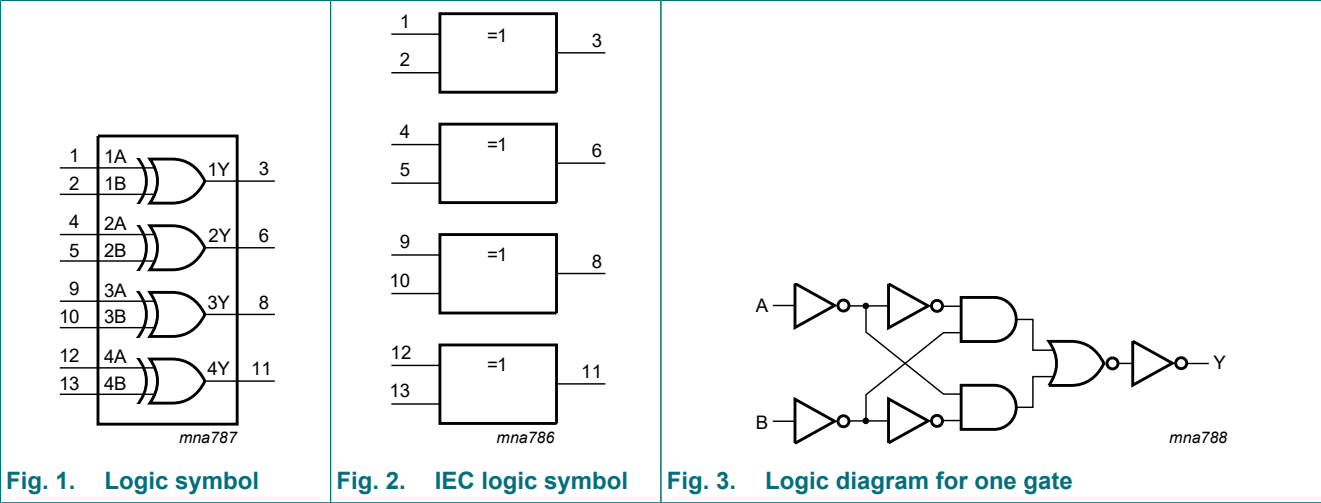 1 1A 1Y 3
2 1B
4 2A 2Y 6
5 2B
9 3A 3Y 8
10 3B
12 4A 4Y 11
13 4B
mna787
Fig. 1. Logic symbol
1 =1 3
2
4 =1 6
5
9 =1 8
10
12 =1 11
13
mna786
Fig. 2. IEC logic symbol
A
Y
B
mna788
Fig. 3. Logic diagram for one gate